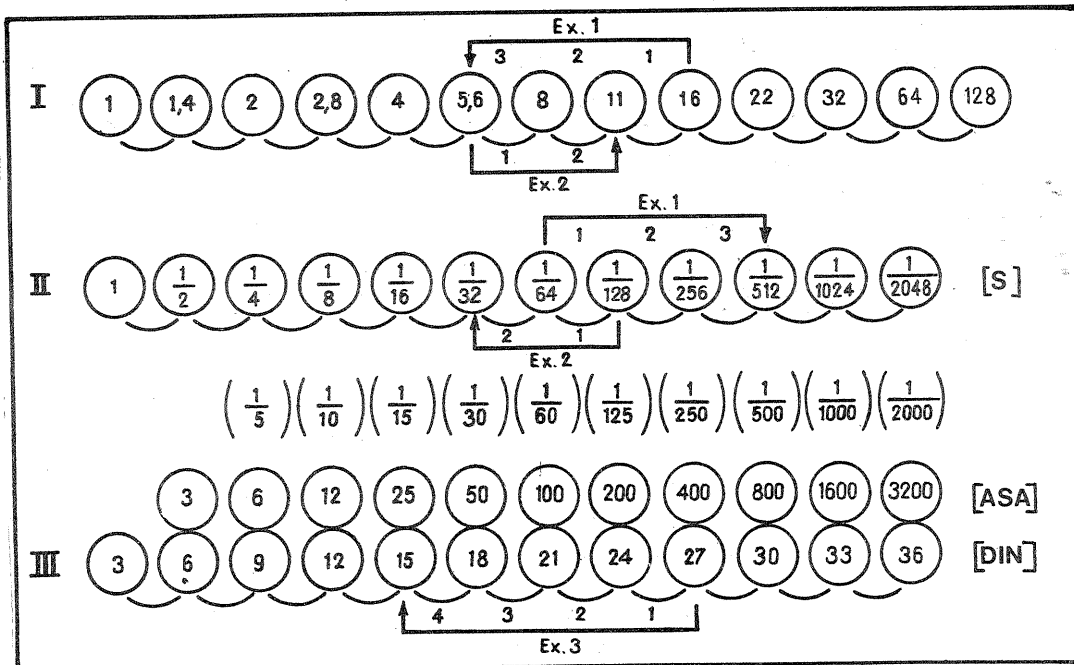 Ex. 1
3 2 1
I 1 1,4 2 2,8 4 5,6 8 11 16 22 32 64 128
1 2
Ex. 2
Ex. 1
1 2 3
II 1 1/2 1/4 1/8 1/16 1/32 1/64 1/128 1/256 1/512 1/1024 1/2048 [S]
2 1
Ex. 2
(1/5) (1/10) (1/15) (1/30) (1/60) (1/125) (1/250) (1/500) (1/1000) (1/2000)
3 6 12 25 50 100 200 400 800 1600 3200 [ASA]
III 3 6 9 12 15 18 21 24 27 30 33 36 [DIN]
4 3 2 1
Ex. 3